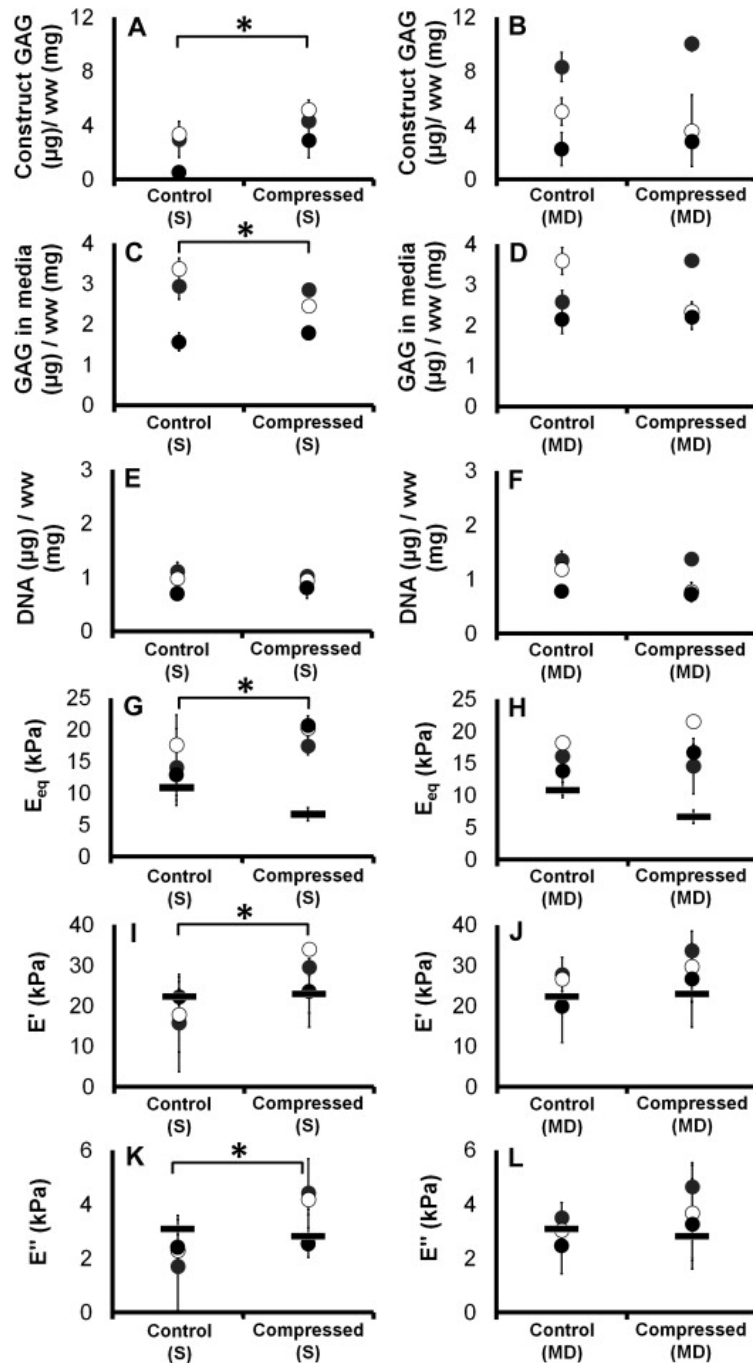 A
*
Construct GAG
(µg)/ ww (mg)
12
8
4
0
Control
(S)
Compressed
(S)
B
Construct GAG
(µg)/ ww (mg)
12
8
4
0
Control
(MD)
Compressed
(MD)
C
*
GAG in media
(µg) / ww (mg)
4
3
2
1
0
Control
(S)
Compressed
(S)
D
GAG in media
(µg) / ww (mg)
4
3
2
1
0
Control
(MD)
Compressed
(MD)
E
DNA (µg) / ww
(mg)
3
2
1
0
Control
(S)
Compressed
(S)
F
DNA (µg) / ww
(mg)
3
2
1
0
Control
(MD)
Compressed
(MD)
G
*
Eeq (kPa)
25
20
15
10
5
0
Control
(S)
Compressed
(S)
H
Eeq (kPa)
25
20
15
10
5
0
Control
(MD)
Compressed
(MD)
I
*
E' (kPa)
40
30
20
10
0
Control
(S)
Compressed
(S)
J
E' (kPa)
40
30
20
10
0
Control
(MD)
Compressed
(MD)
K
*
E'' (kPa)
6
4
2
0
Control
(S)
Compressed
(S)
L
E'' (kPa)
6
4
2
0
Control
(MD)
Compressed
(MD)